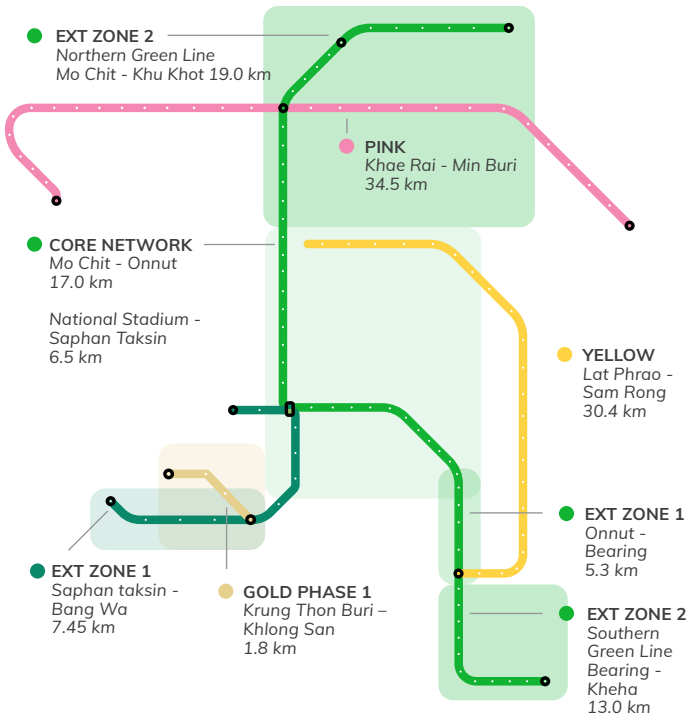 EXT ZONE 2
Northern Green Line
Mo Chit - Khu Khot 19.0 km
PINK
Khae Rai - Min Buri
34.5 km
CORE NETWORK
Mo Chit - Onnut
17.0 km
National Stadium -
Saphan Taksin
6.5 km
YELLOW
Lat Phrao -
Sam Rong
30.4 km
EXT ZONE 1
Onnut -
Bearing
5.3 km
EXT ZONE 1
Saphan taksin -
Bang Wa
7.45 km
GOLD PHASE 1
Krung Thon Buri –
Khlong San
1.8 km
EXT ZONE 2
Southern
Green Line
Bearing -
Kheha
13.0 km